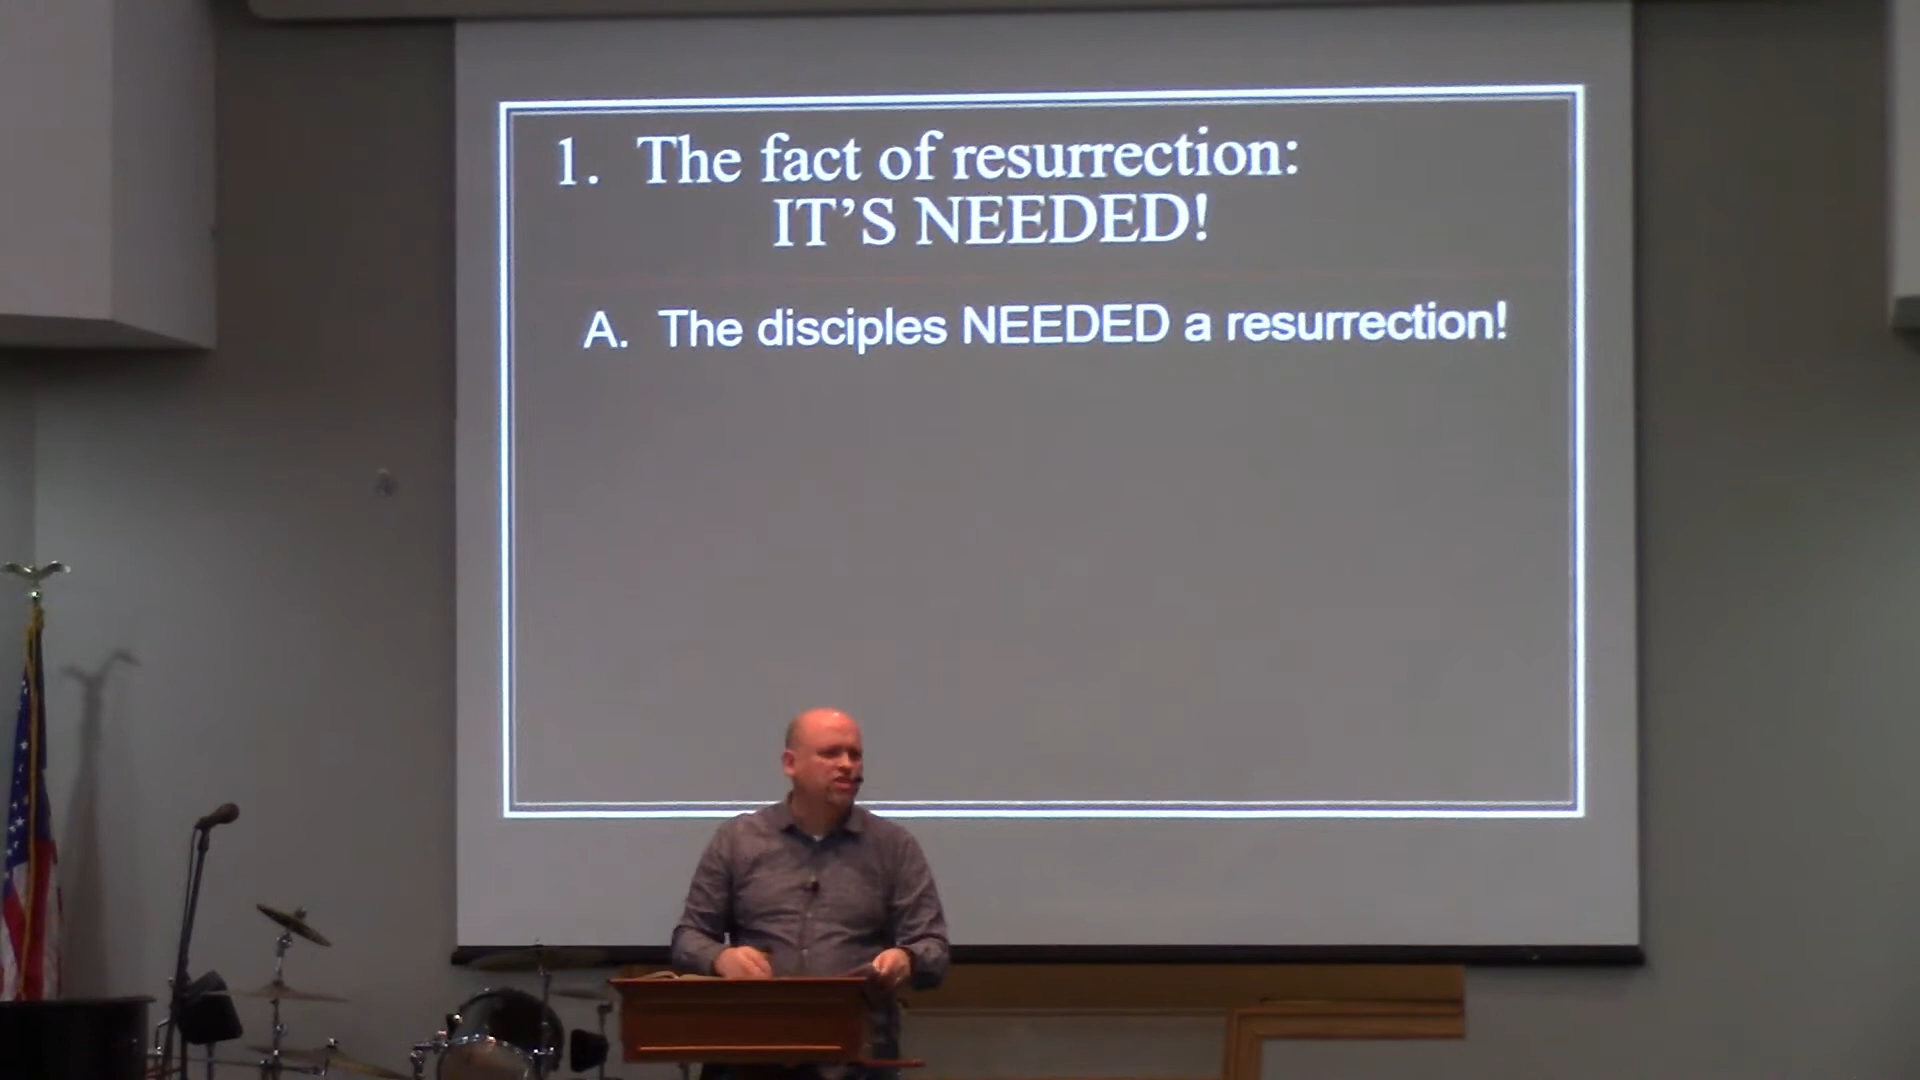 1. The fact of resurrection:
IT’S NEEDED!
A. The disciples NEEDED a resurrection!